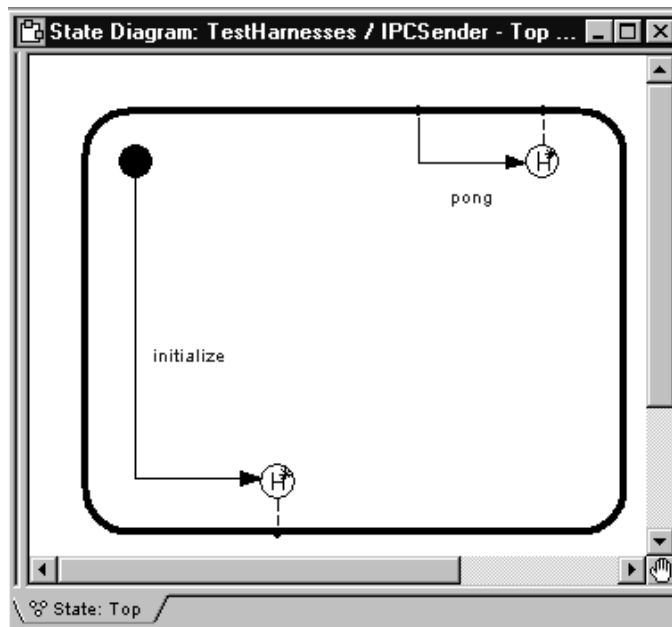 State Diagram: TestHarnesses / IPCSender - Top ...
H*
pong
initialize
H*
State: Top